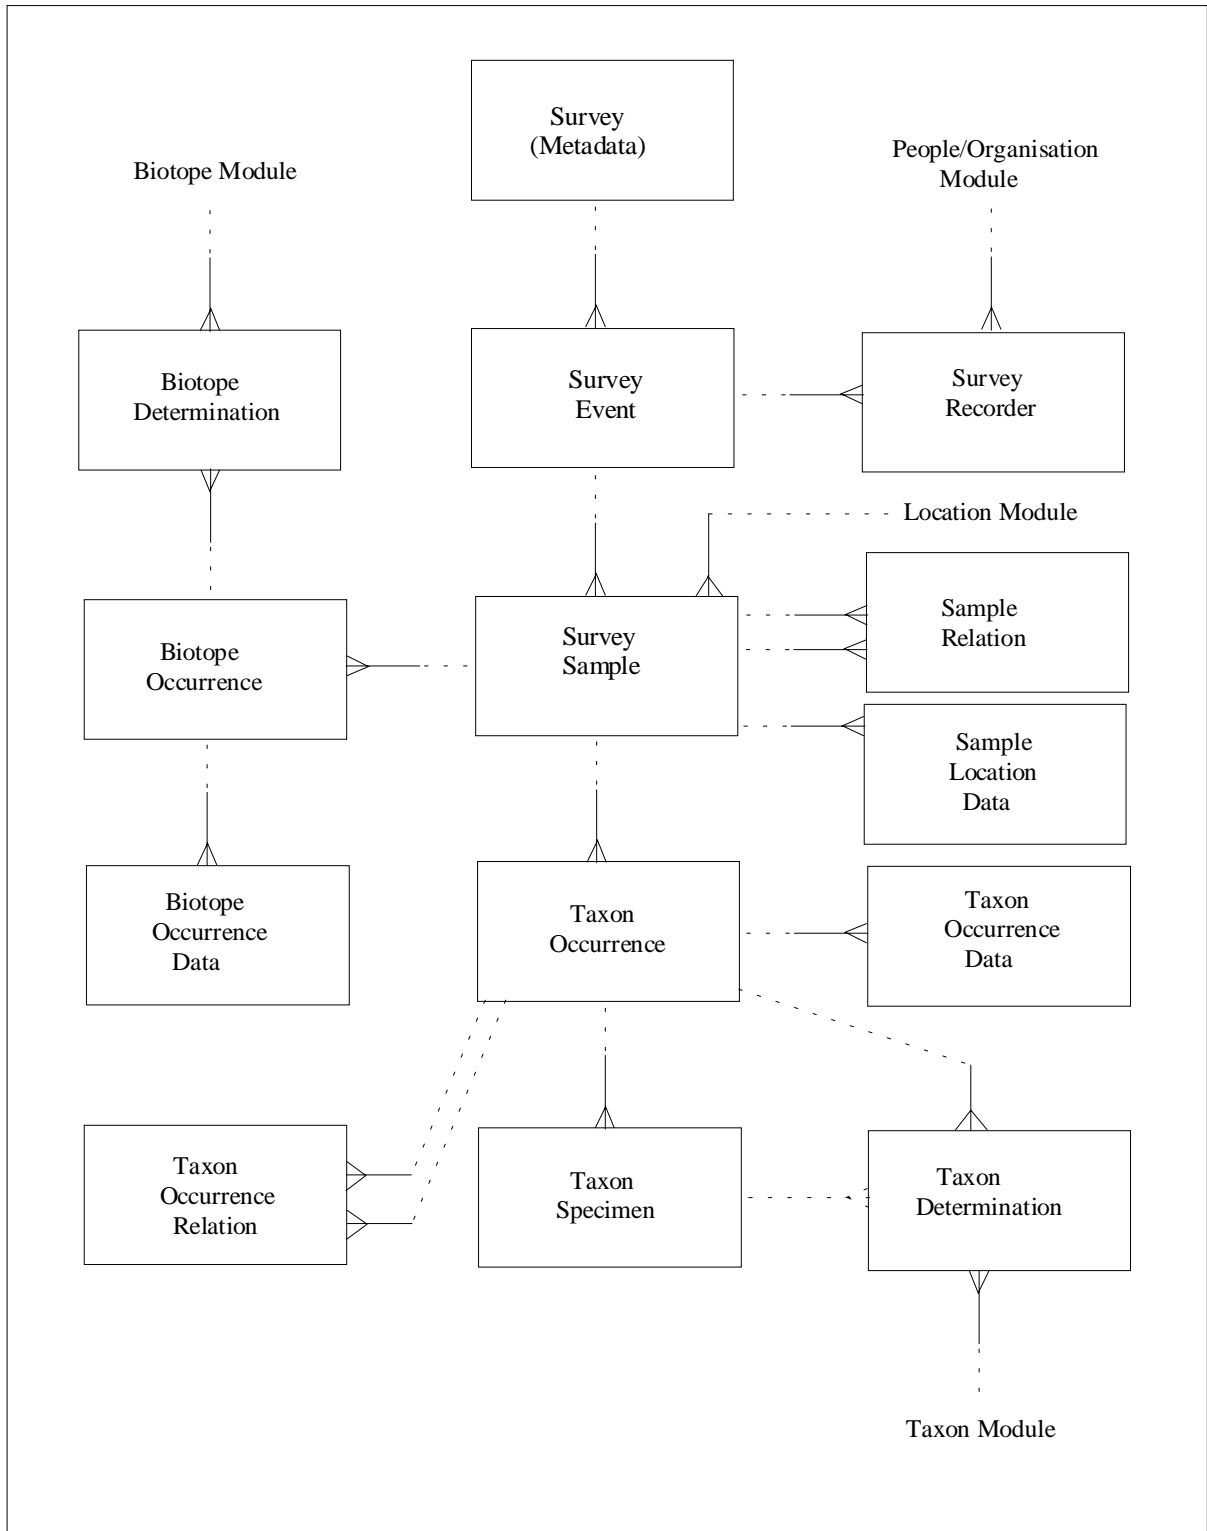 Survey
(Metadata)
Biotope Module
People/Organisation
Module
Biotope
Determination
Survey
Event
Survey
Recorder
Location Module
Biotope
Occurrence
Survey
Sample
Sample
Relation
Sample
Location
Data
Biotope
Occurrence
Data
Taxon
Occurrence
Taxon
Occurrence
Data
Taxon
Occurrence
Relation
Taxon
Specimen
Taxon
Determination
Taxon Module